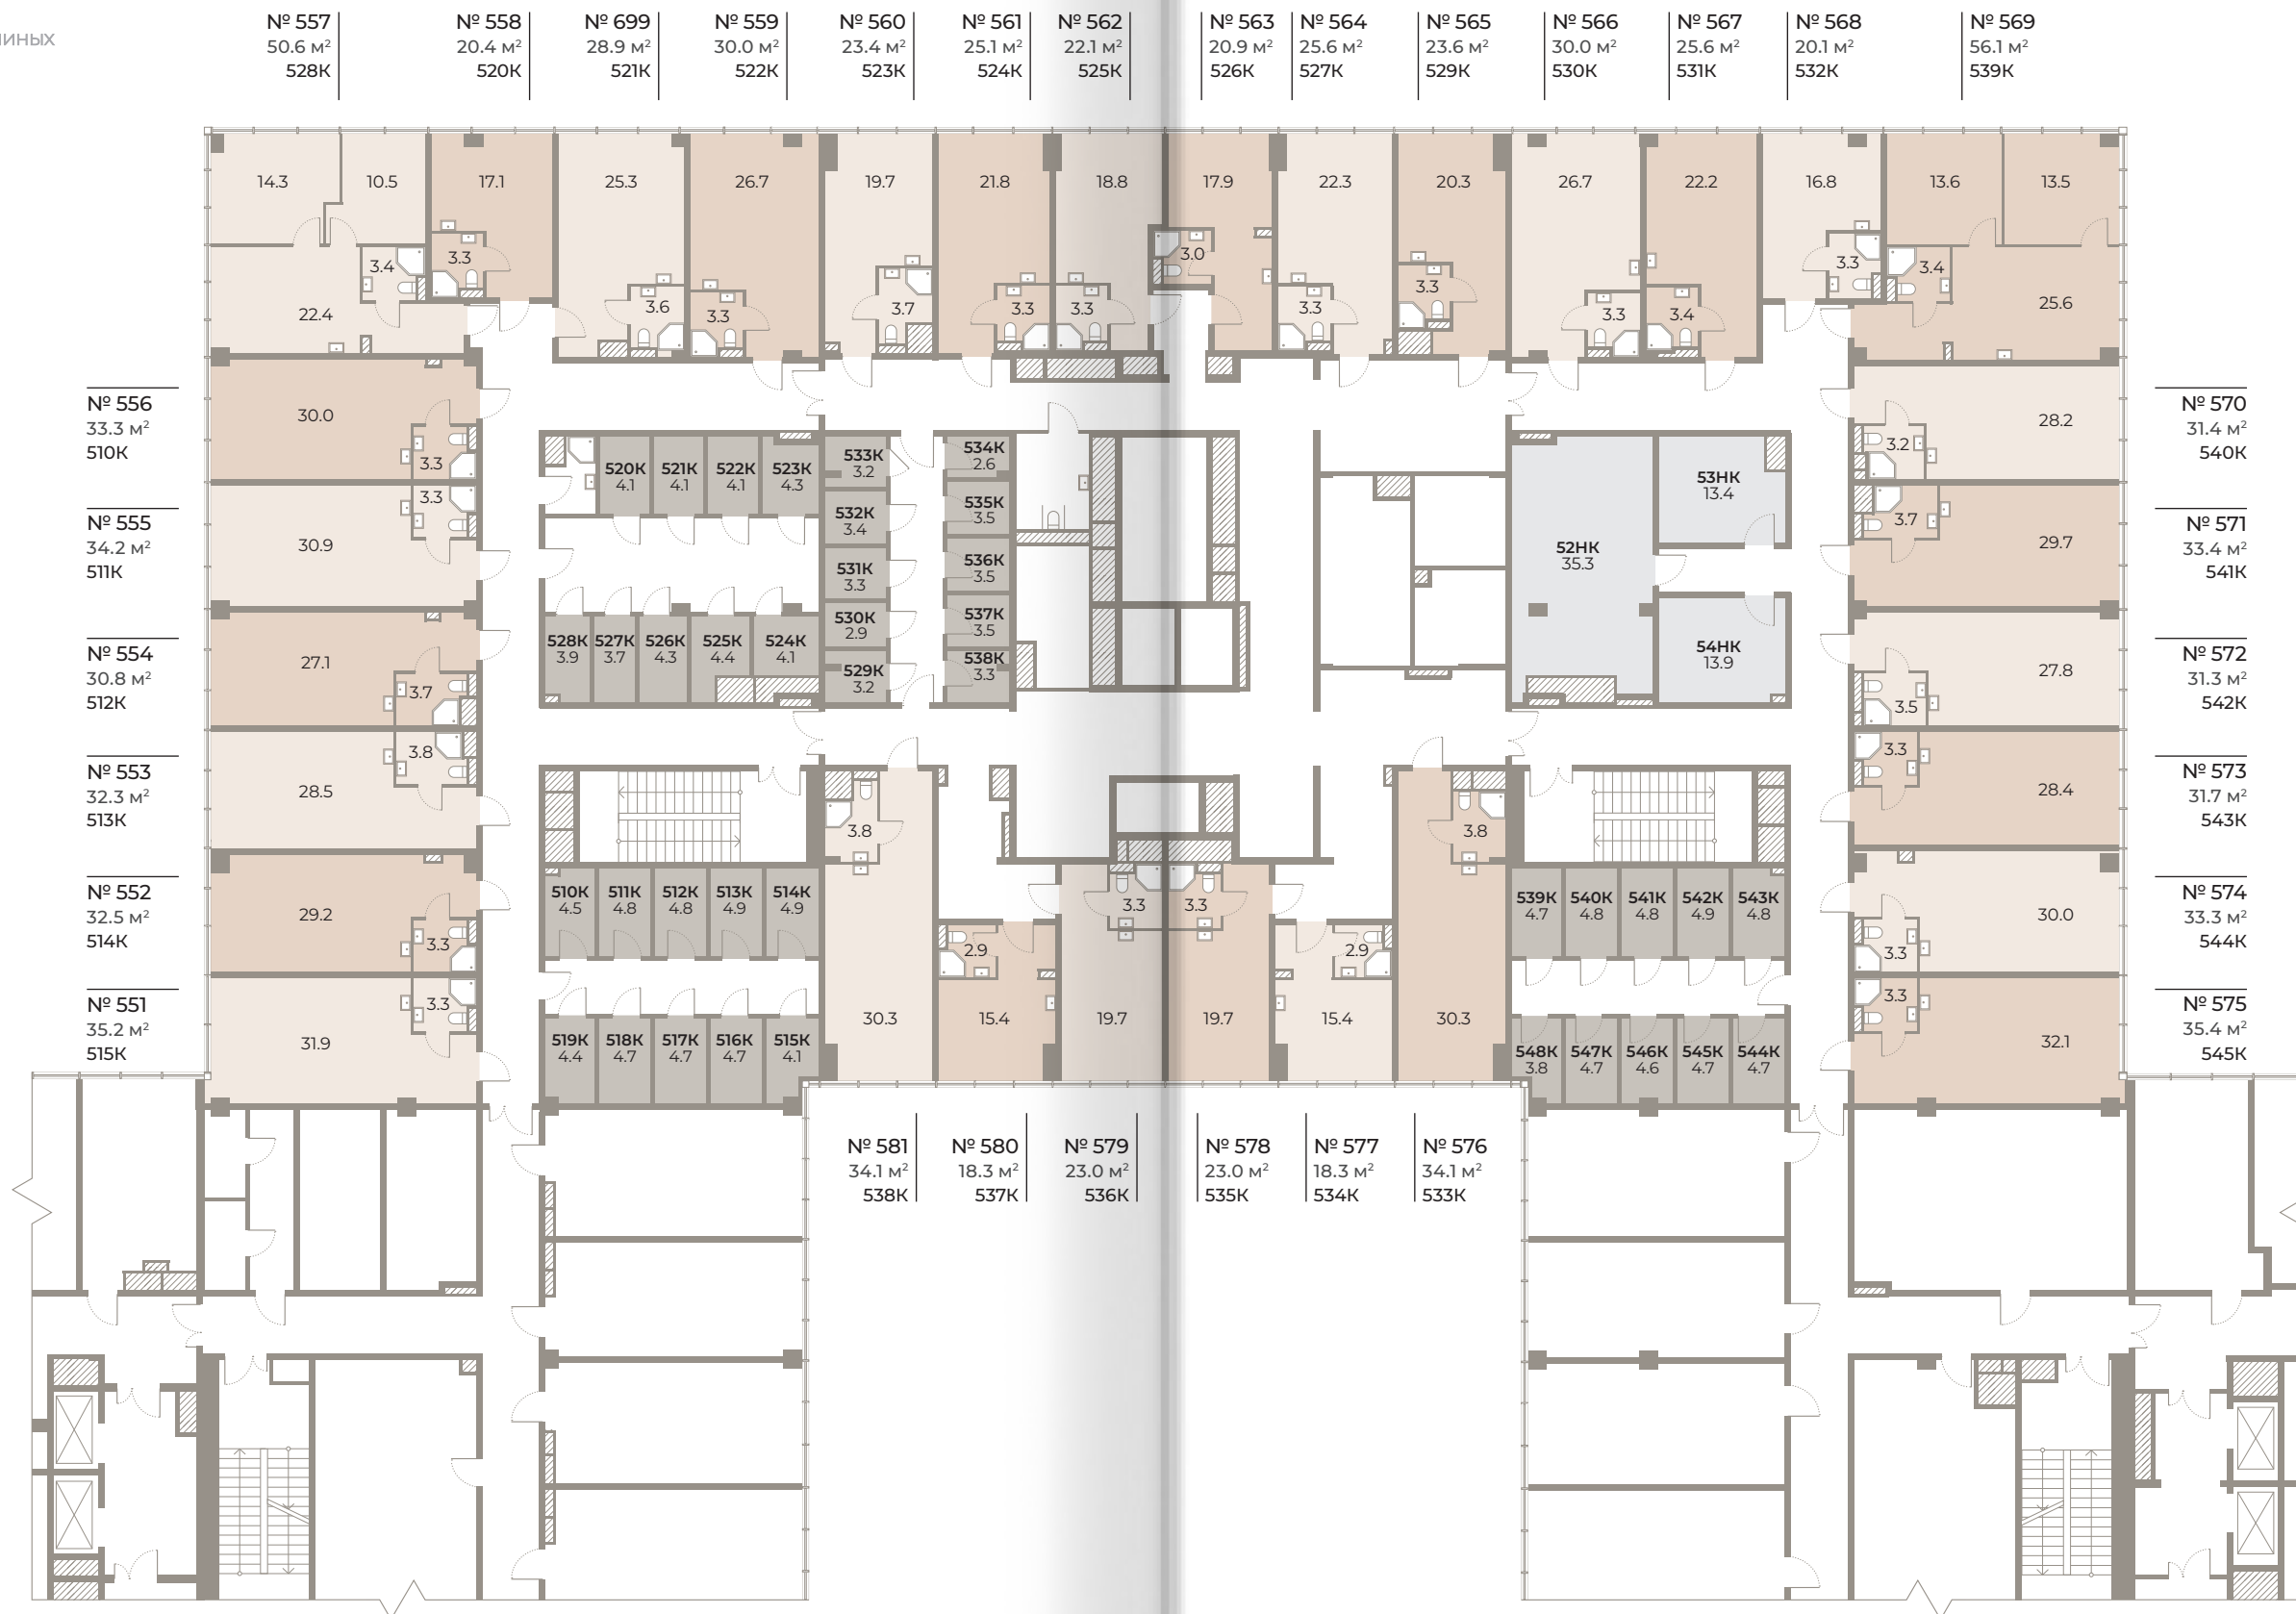 № 557
50.6 м²
528К
№ 558
20.4 м²
520К
№ 699
28.9 м²
521К
№ 559
30.0 м²
522К
№ 560
23.4 м²
523К
№ 561
25.1 м²
524К
№ 562
22.1 м²
525К
№ 563
20.9 м²
526К
№ 564
25.6 м²
527К
№ 565
23.6 м²
529К
№ 566
30.0 м²
530К
№ 567
25.6 м²
531К
№ 568
20.1 м²
532К
№ 569
56.1 м²
539К
14.3
10.5
17.1
25.3
26.7
19.7
21.8
18.8
17.9
22.3
20.3
26.7
22.2
16.8
13.6
13.5
3.4
3.3
3.6
3.3
3.7
3.3
3.3
3.0
3.3
3.3
3.3
3.4
3.3
3.4
22.4
25.6
№ 556
33.3 м²
510К
№ 555
34.2 м²
511К
№ 554
30.8 м²
512К
№ 553
32.3 м²
513К
№ 552
32.5 м²
514К
№ 551
35.2 м²
515К
30.0
3.3
3.3
30.9
27.1
3.7
3.8
28.5
29.2
3.3
3.3
31.9
520К
4.1
521К
4.1
522К
4.1
523К
4.3
528К
3.9
527К
3.7
526К
4.3
525К
4.4
524К
4.1
533К
3.2
532К
3.4
531К
3.3
530К
2.9
529К
3.2
534К
2.6
535К
3.5
536К
3.5
537К
3.5
538К
3.3
52НК
35.3
53НК
13.4
54НК
13.9
28.2
3.2
3.7
29.7
27.8
3.5
3.3
28.4
30.0
3.3
3.3
32.1
№ 570
31.4 м²
540К
№ 571
33.4 м²
541К
№ 572
31.3 м²
542К
№ 573
31.7 м²
543К
№ 574
33.3 м²
544К
№ 575
35.4 м²
545К
510К
4.5
511К
4.8
512К
4.8
513К
4.9
514К
4.9
519К
4.4
518К
4.7
517К
4.7
516К
4.7
515К
4.1
3.8
30.3
2.9
15.4
3.3
19.7
3.3
19.7
2.9
15.4
3.8
30.3
539К
4.7
540К
4.8
541К
4.8
542К
4.9
543К
4.8
548К
3.8
547К
4.7
546К
4.6
545К
4.7
544К
4.7
№ 581
34.1 м²
538К
№ 580
18.3 м²
537К
№ 579
23.0 м²
536К
№ 578
23.0 м²
535К
№ 577
18.3 м²
534К
№ 576
34.1 м²
533К